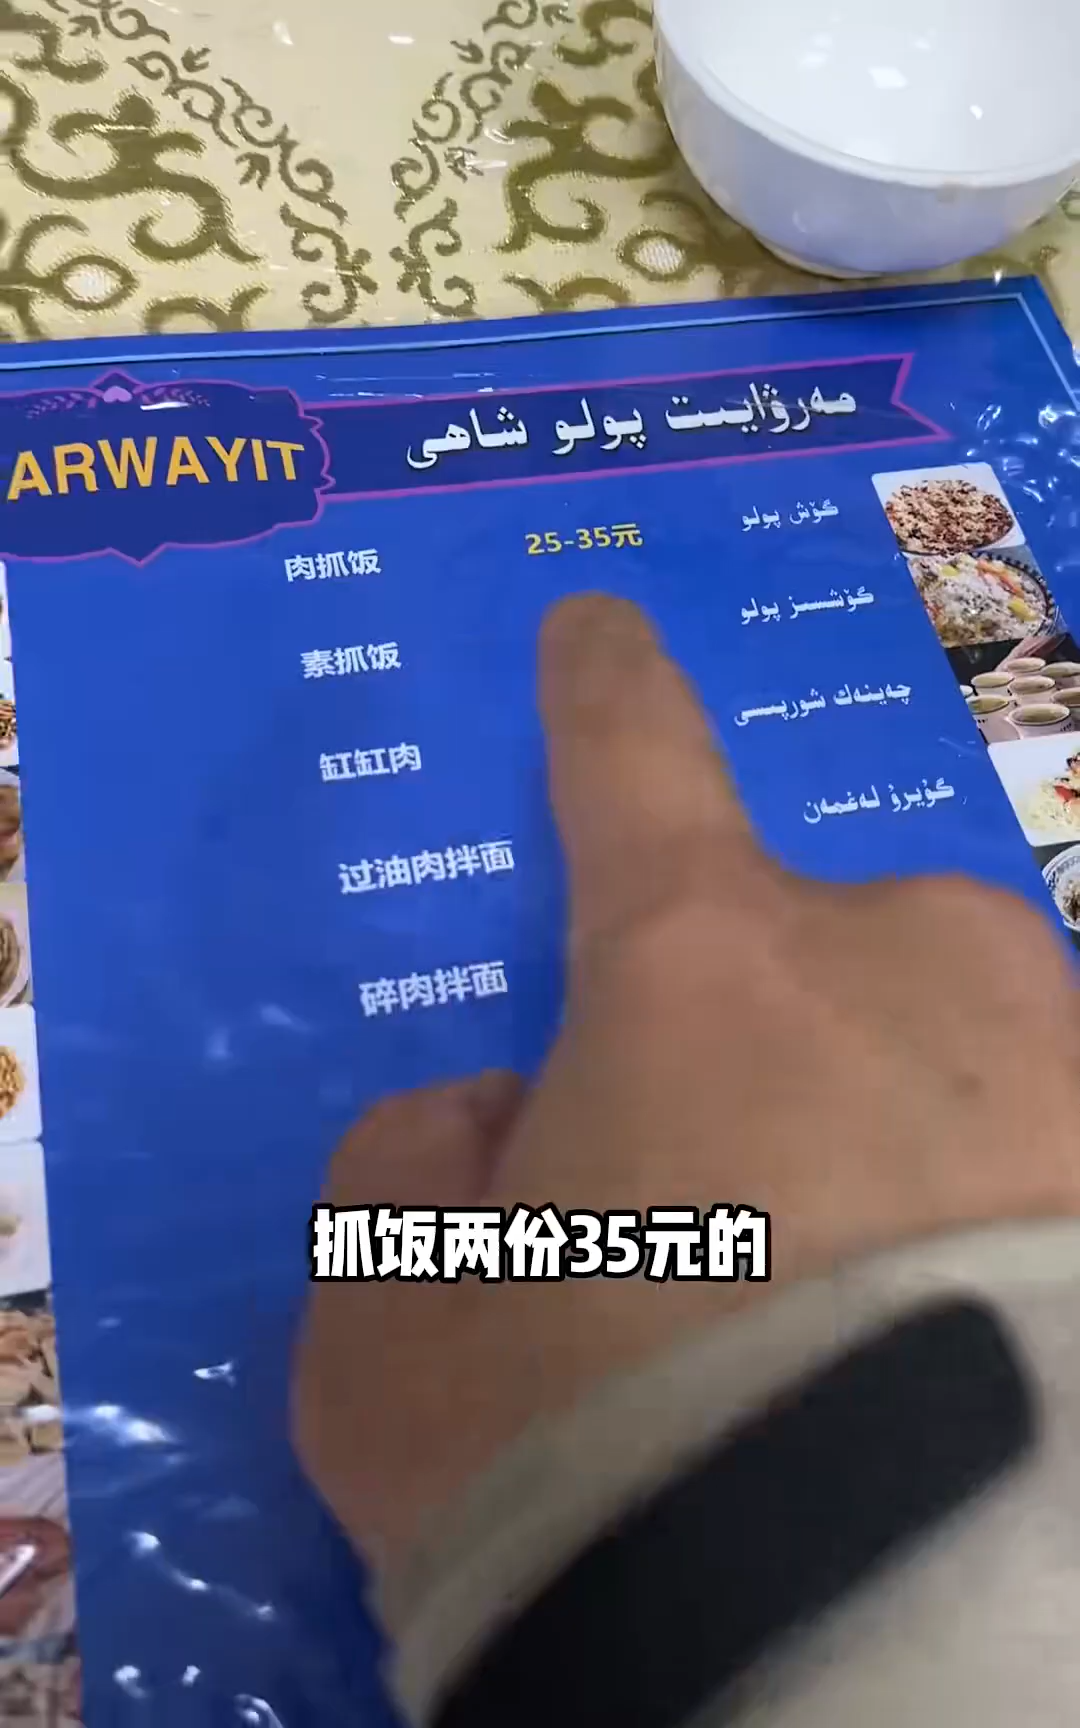 ARWAYIT
مەرۋايىت پولو شاھى
肉抓饭 25-35元 گۆش پولو
素抓饭 گۆشسىز پولو
缸缸肉 چەينەك شورپىسى
过油肉拌面 گۇيرۇ لەغمەن
碎肉拌面
抓饭两份35元的